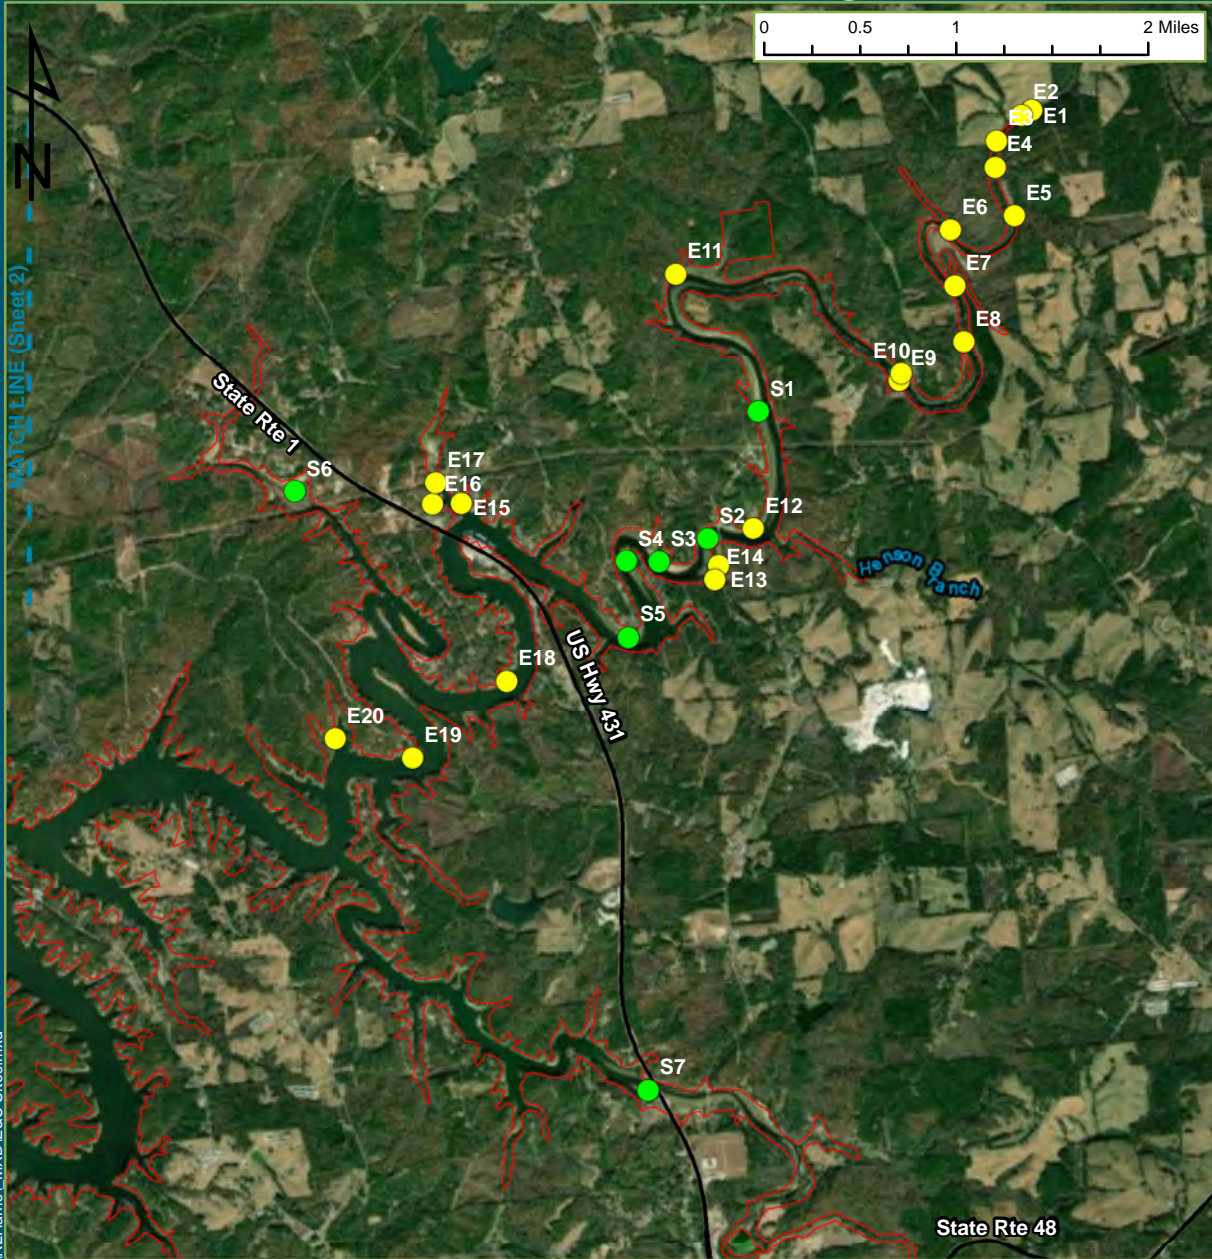 0 0.5 1 2 Miles
N
E2
E1
E3
E4
E5
E6
E7
E8
E11
E10
E9
S1
MATCH LINE (Sheet 2)
State Rte 1
S6
E17
E16
E15
S2
E12
S4
S3
E14
E13
Henson Branch
S5
US Hwy 431
E18
E20
E19
S7
State Rte 48